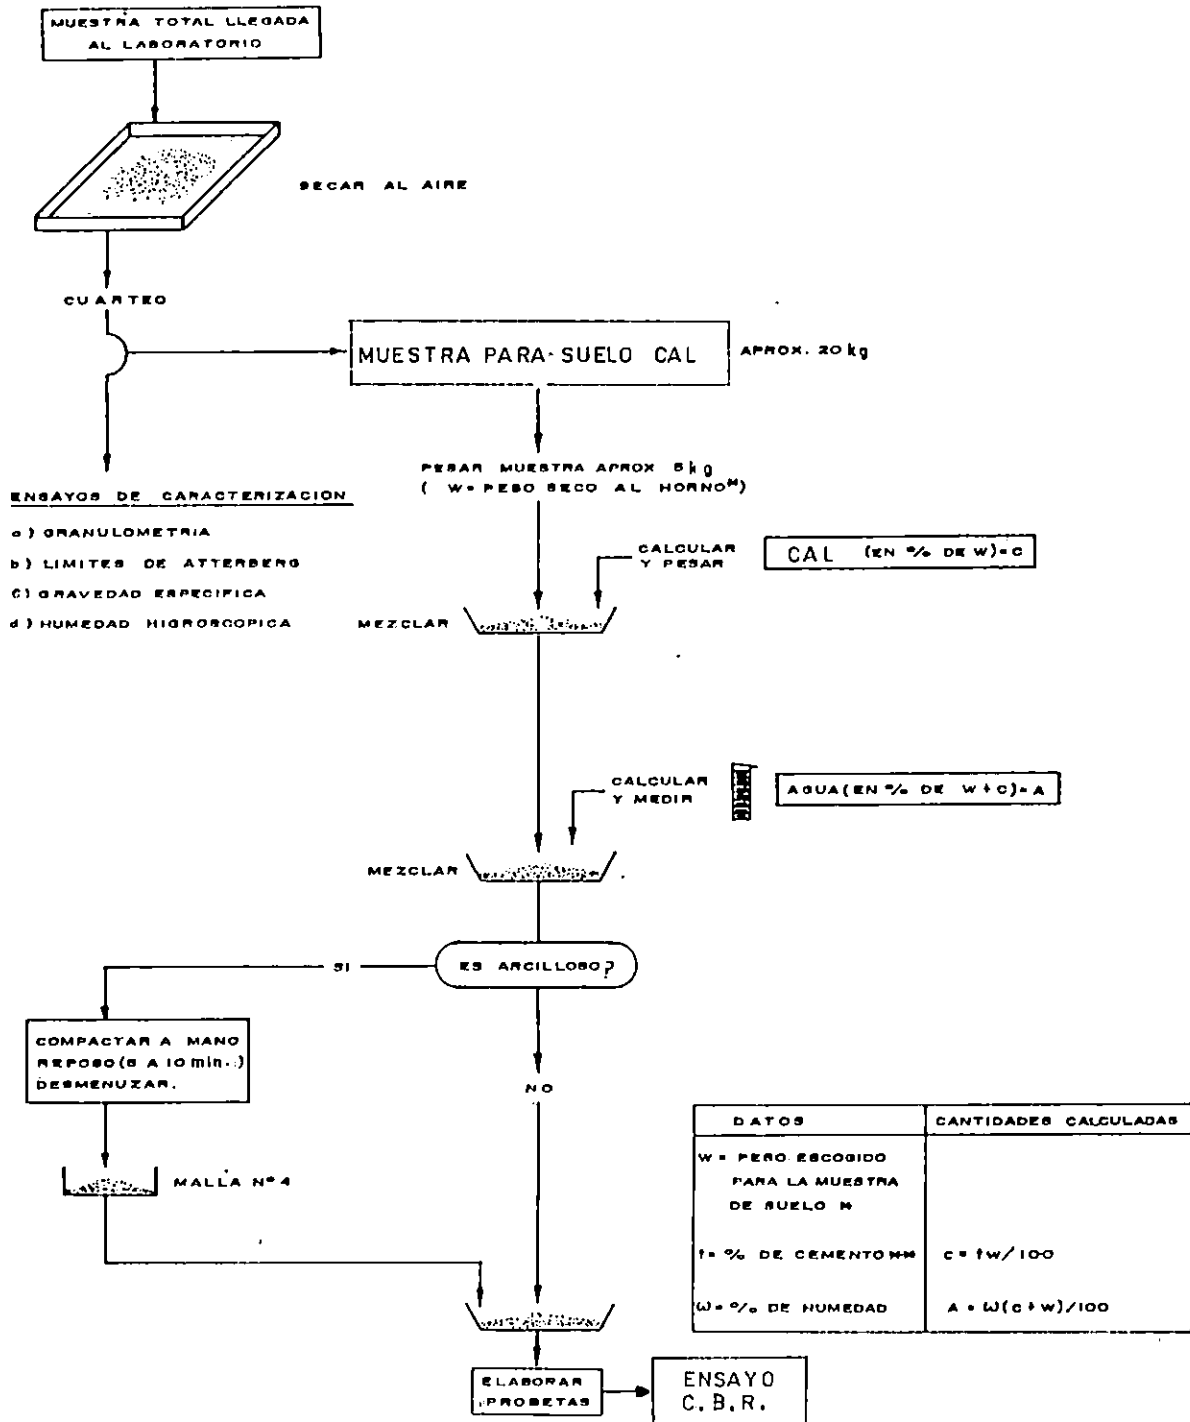 MUESTRA TOTAL LLEGADA
AL LABORATORIO
SECAR AL AIRE
CUARTEO
MUESTRA PARA SUELO CAL
APROX. 20 kg
PESAR MUESTRA APROX 5 kg
( W= PESO SECO AL HORNO*)
ENSAYOS DE CARACTERIZACION
a) GRANULOMETRIA
b) LIMITES DE ATTERBERG
c) GRAVEDAD ESPECIFICA
d) HUMEDAD HIGROSCOPICA
CALCULAR
Y PESAR
CAL (EN % DE W)=C
MEZCLAR
CALCULAR
Y MEDIR
AGUA (EN % DE W+C)=A
MEZCLAR
ES ARCILLOSO?
SI
NO
COMPACTAR A MANO
REPOSO (5 A 10 min.)
DESMENUZAR.
MALLA Nº 4
DATOS
CANTIDADES CALCULADAS
W = PERO ESCOGIDO
PARA LA MUESTRA
DE SUELO *
f= % DE CEMENTO**
c = fw/100
ω= % DE HUMEDAD
A = ω(c+w)/100
ELABORAR
PROBETAS
ENSAYO
C.B.R.